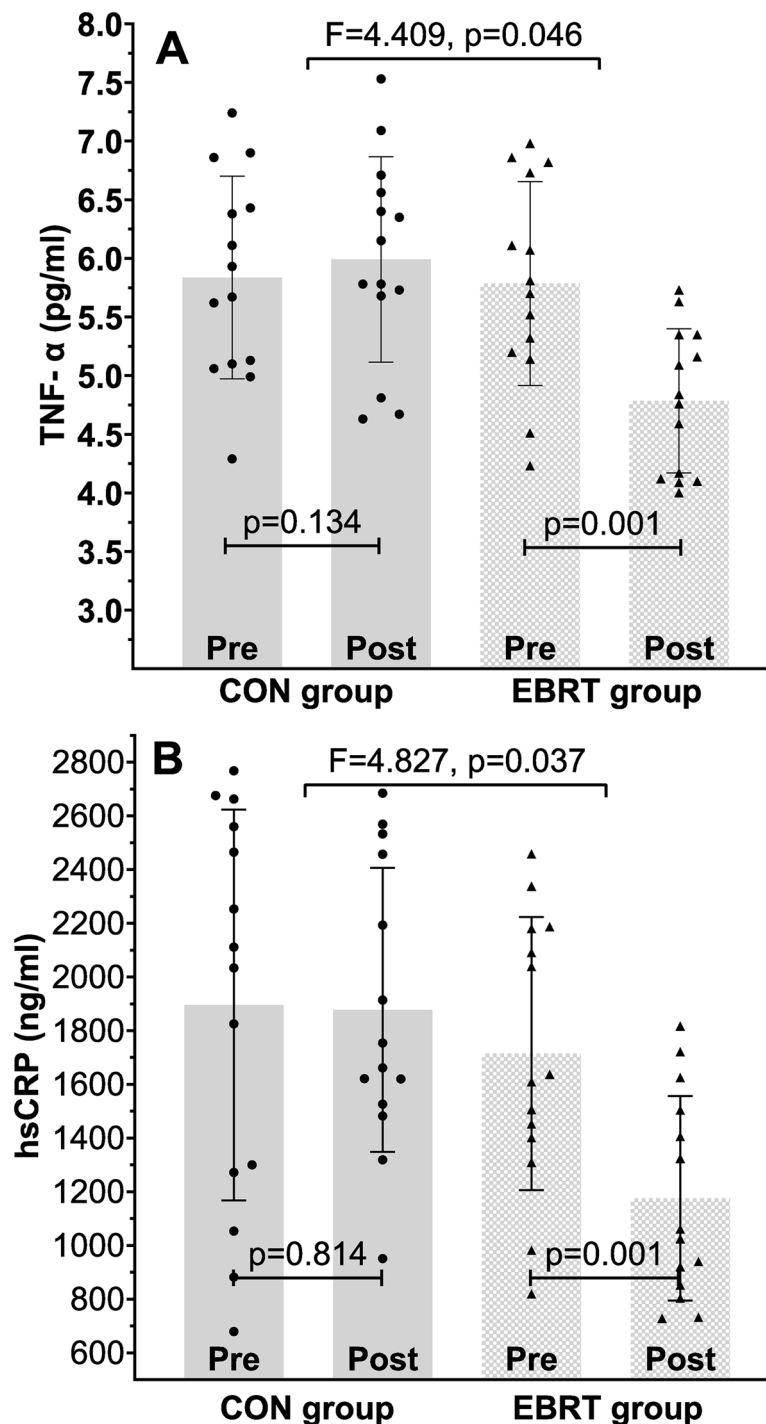 A
F=4.409, p=0.046
TNF- α (pg/ml)
8.0
7.5
7.0
6.5
6.0
5.5
5.0
4.5
4.0
3.5
3.0
p=0.134
p=0.001
Pre Post Pre Post
CON group EBRT group
B
F=4.827, p=0.037
hsCRP (ng/ml)
2800
2600
2400
2200
2000
1800
1600
1400
1200
1000
800
600
p=0.814
p=0.001
Pre Post Pre Post
CON group EBRT group